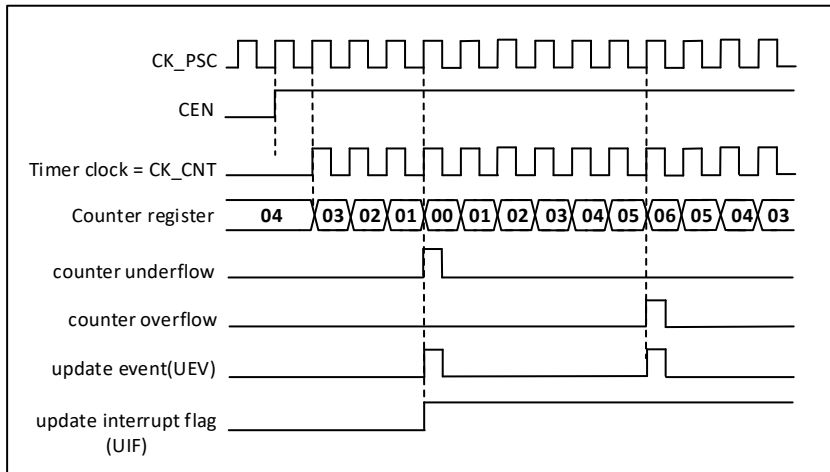 CK_PSC
CEN
Timer clock = CK_CNT
Counter register 04 03 02 01 00 01 02 03 04 05 06 05 04 03
counter underflow
counter overflow
update event(UEV)
update interrupt flag
(UIF)